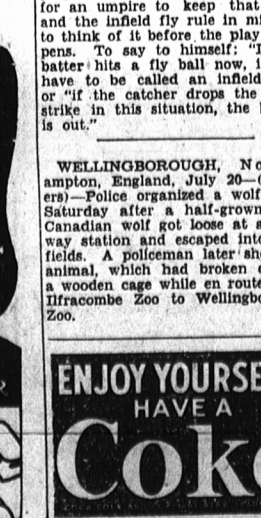 for an umpire to keep that
and the infield fly rule in mi
to think of it before the play
pens. To say to himself: "I
batter hits a fly ball now, i
have to be called an infield
or "if the catcher drops the
strike in this situation, the
is out."
WELLINGBOROUGH, No
ampton, England, July 20—(
ers)—Police organized a wolf
Saturday after a half-grown
Canadian wolf got loose at a
way station and escaped into
fields. A policeman later sh
animal, which had broken o
a wooden cage while en route
Ilfracombe Zoo to Wellingbo
Zoo.
ENJOY YOURSE
HAVE A
Coke